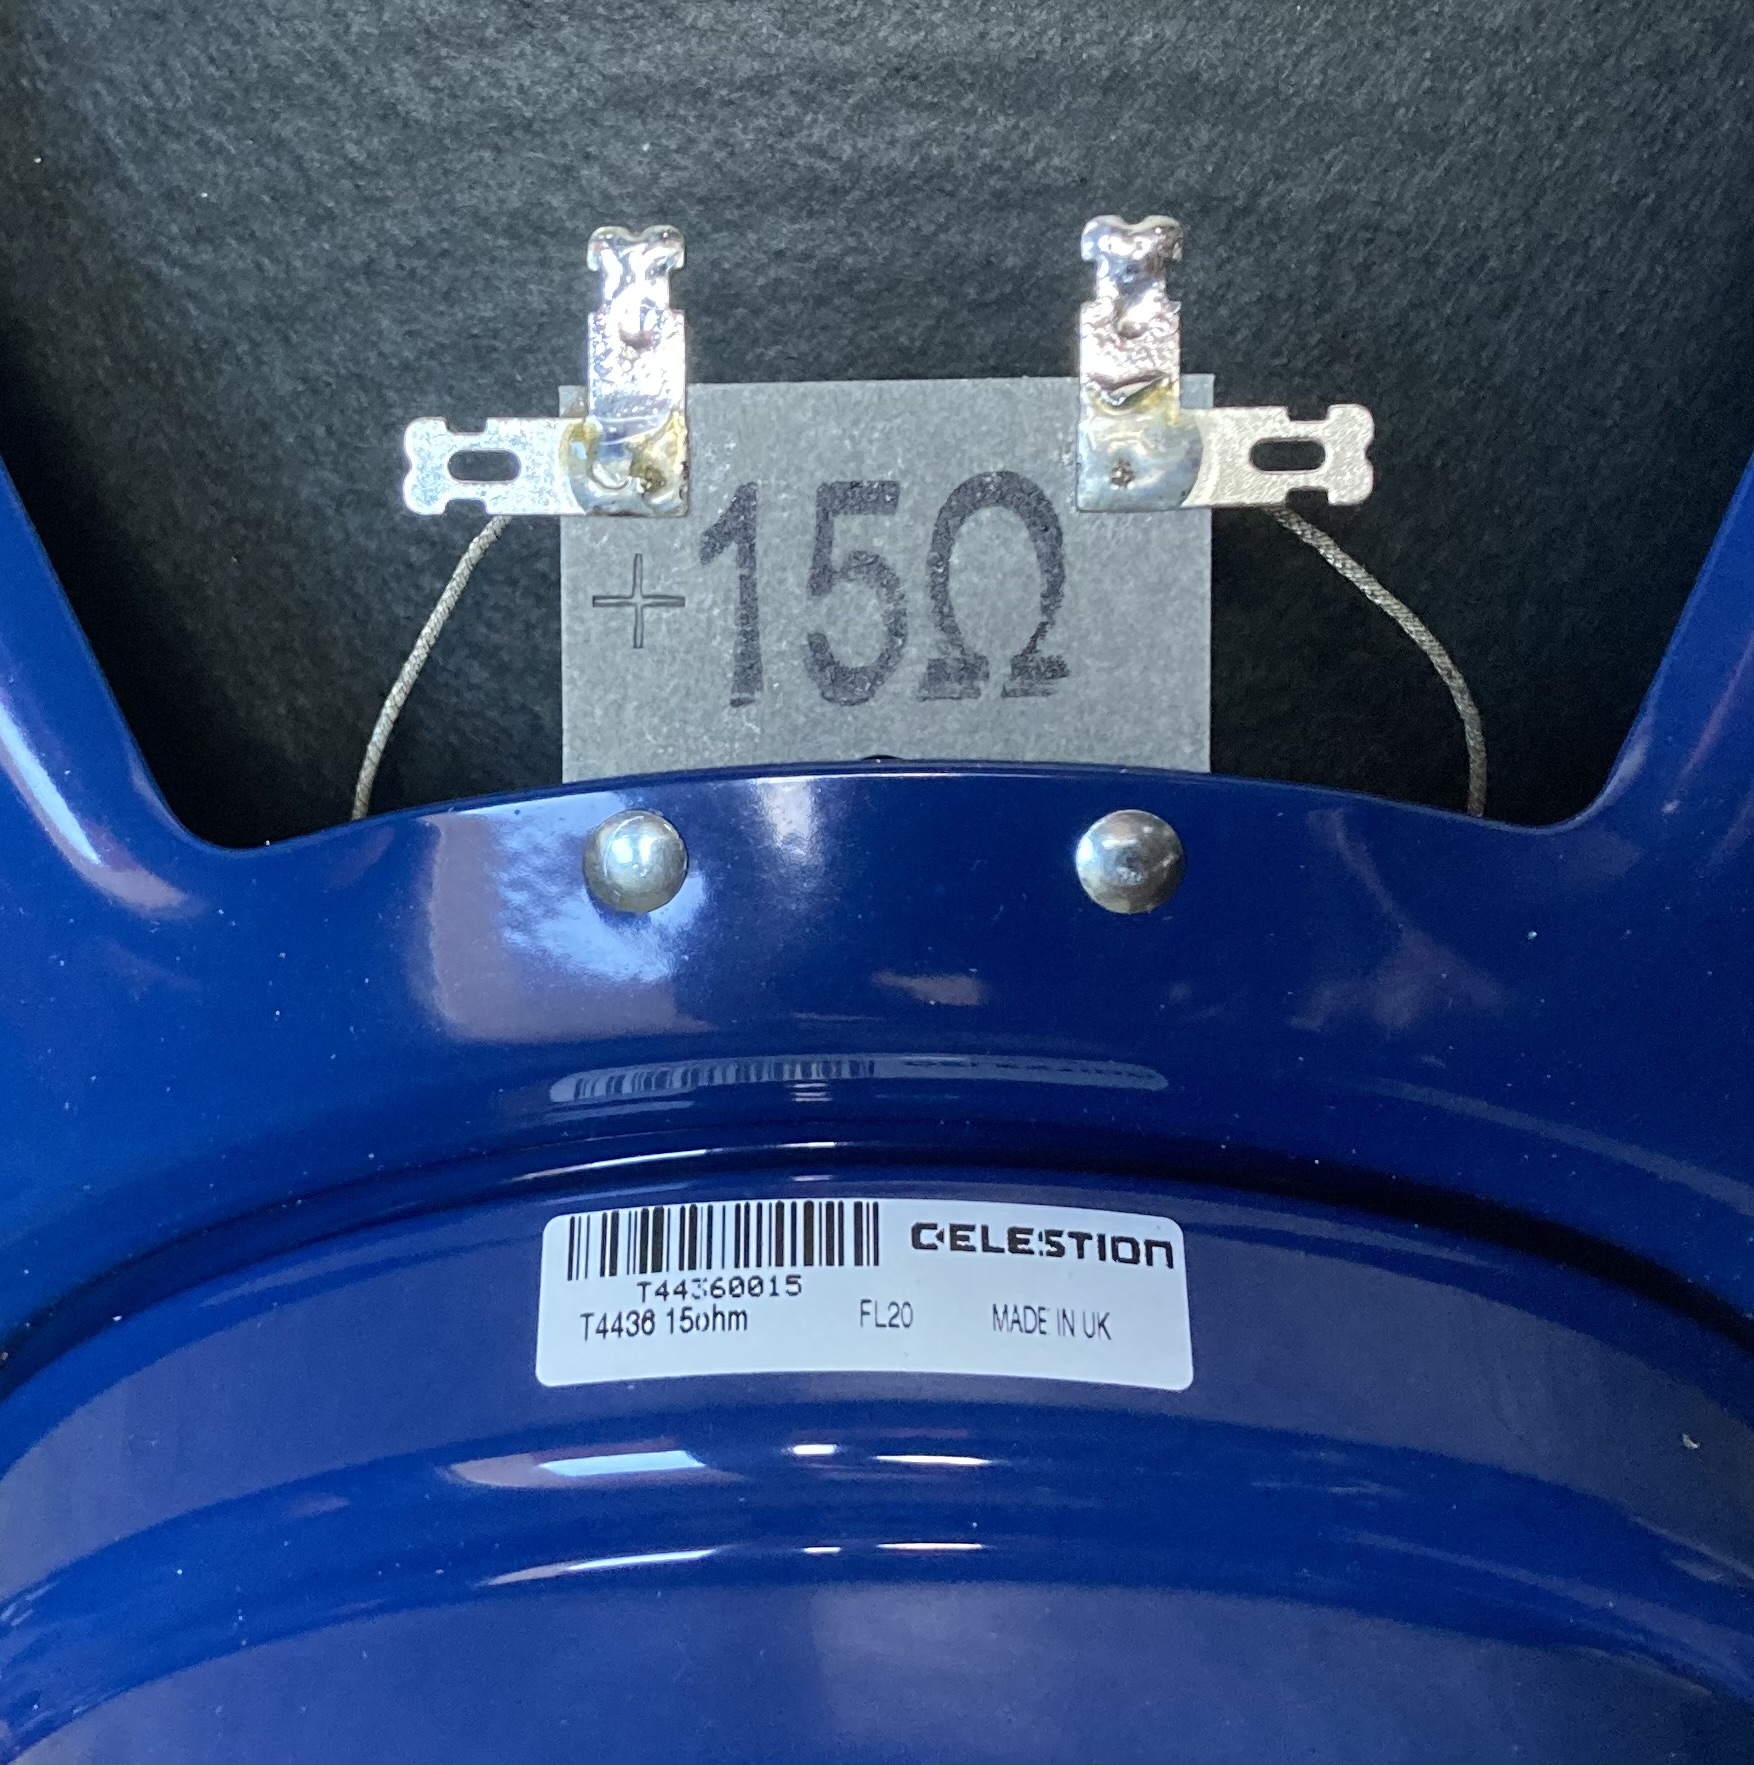 + 15Ω
CELESTION
T44360015
T4436 15ohm FL20 MADE IN UK